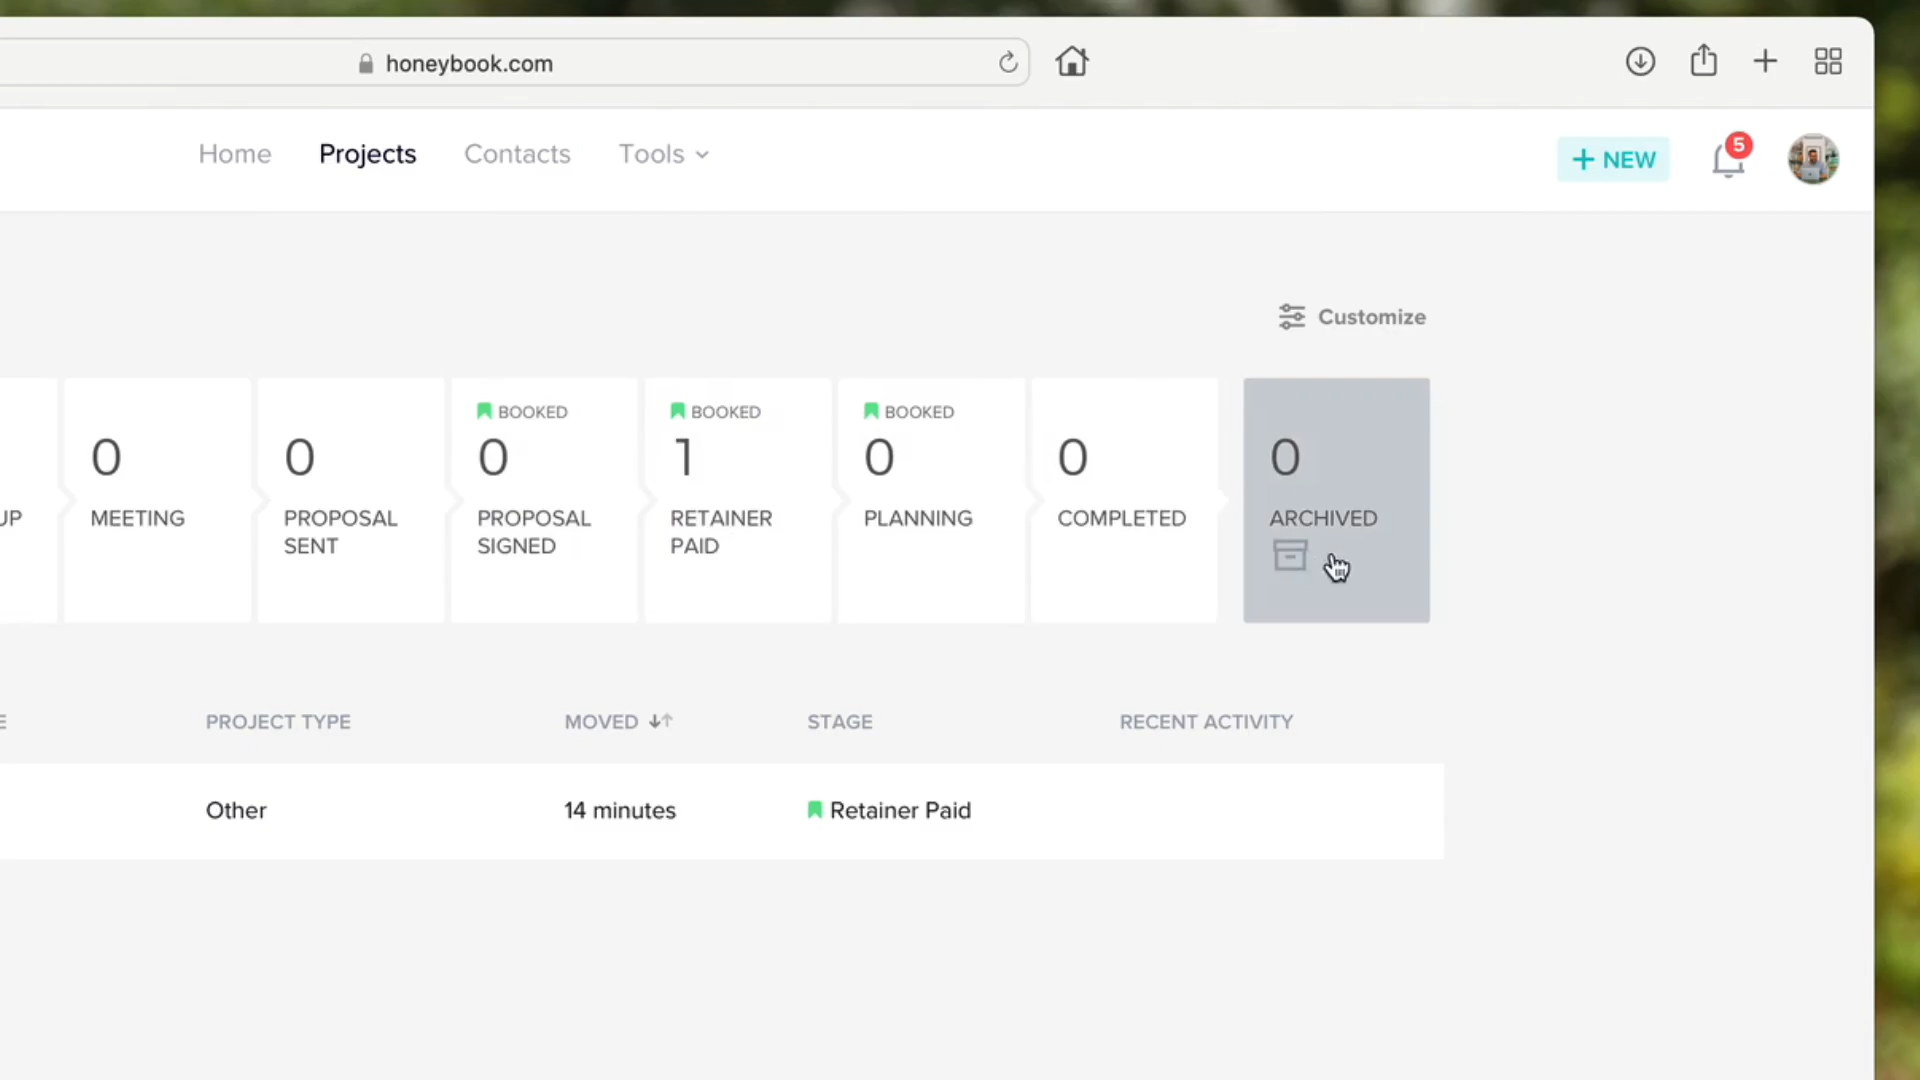 honeybook.com
Home Projects Contacts Tools
+ NEW
5
Customize
BOOKED BOOKED BOOKED
0 0 0 1 0 0 0
UP MEETING PROPOSAL SENT PROPOSAL SIGNED RETAINER PAID PLANNING COMPLETED ARCHIVED
E PROJECT TYPE MOVED STAGE RECENT ACTIVITY
Other 14 minutes Retainer Paid